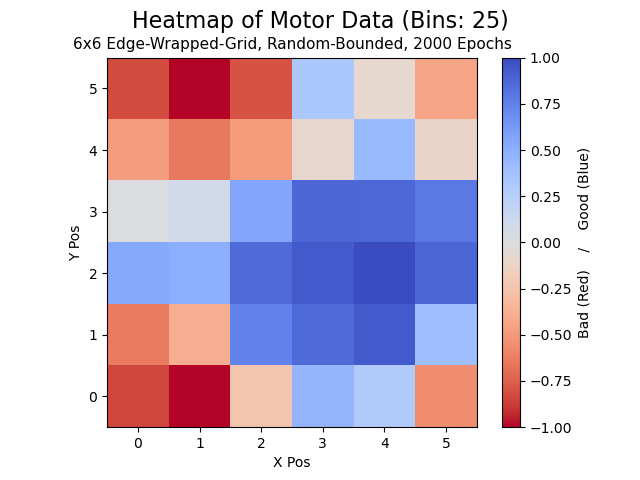 Heatmap of Motor Data (Bins: 25)
6x6 Edge-Wrapped-Grid, Random-Bounded, 2000 Epochs
Y Pos
5
4
3
2
1
0
0 1 2 3 4 5
X Pos
1.00
0.75
0.50
0.25
0.00
−0.25
−0.50
−0.75
−1.00
Bad (Red) / Good (Blue)